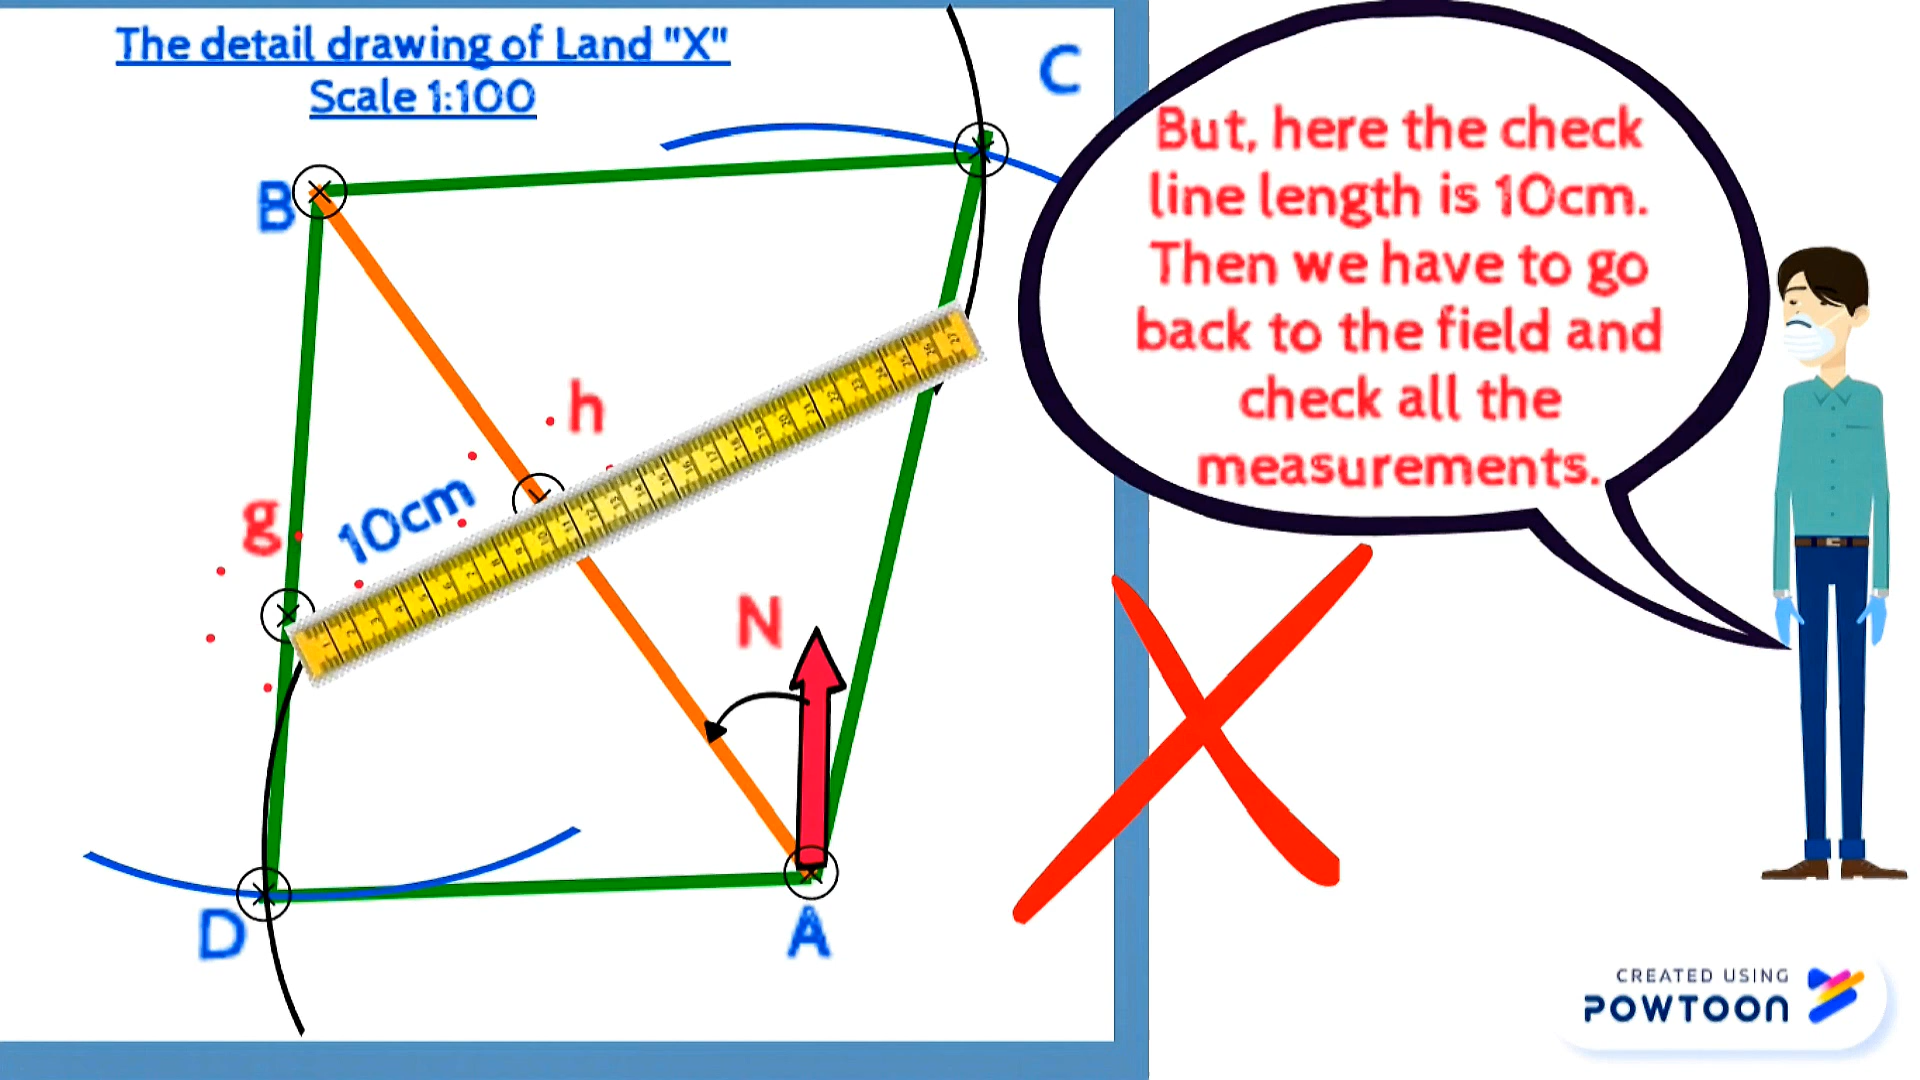 The detail drawing of Land "X"
Scale 1:100
C
B
h
g
10cm
N
D
A
But, here the check
line length is 10cm.
Then we have to go
back to the field and
check all the
measurements.
CREATED USING
POWTOON